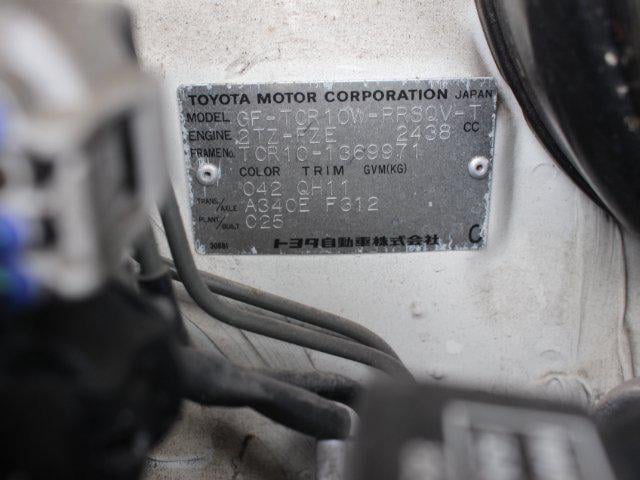 TOYOTA MOTOR CORPORATION JAPAN
MODEL GF-TCR10W-RRSQV-T
ENGINE 2TZ-FZE 2438 CC
FRAME No. TCR10-1369971
COLOR TRIM GVM(KG)
042 QH11
TRANS./AXLE A340E F312
PLANT/BUILT C25
30881 トヨタ自動車株式会社 C